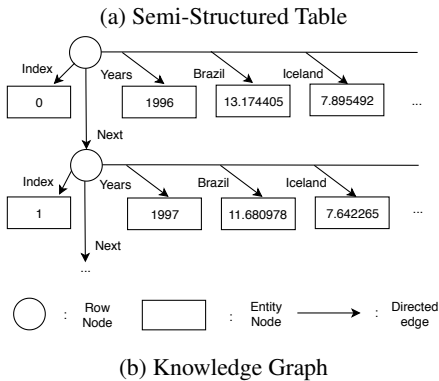 (a) Semi-Structured Table
Index Years Brazil Iceland
0 1996 13.174405 7.895492 ...
Next
Index Years Brazil Iceland
1 1997 11.680978 7.642265 ...
Next
...
: Row Node : Entity Node : Directed edge
(b) Knowledge Graph